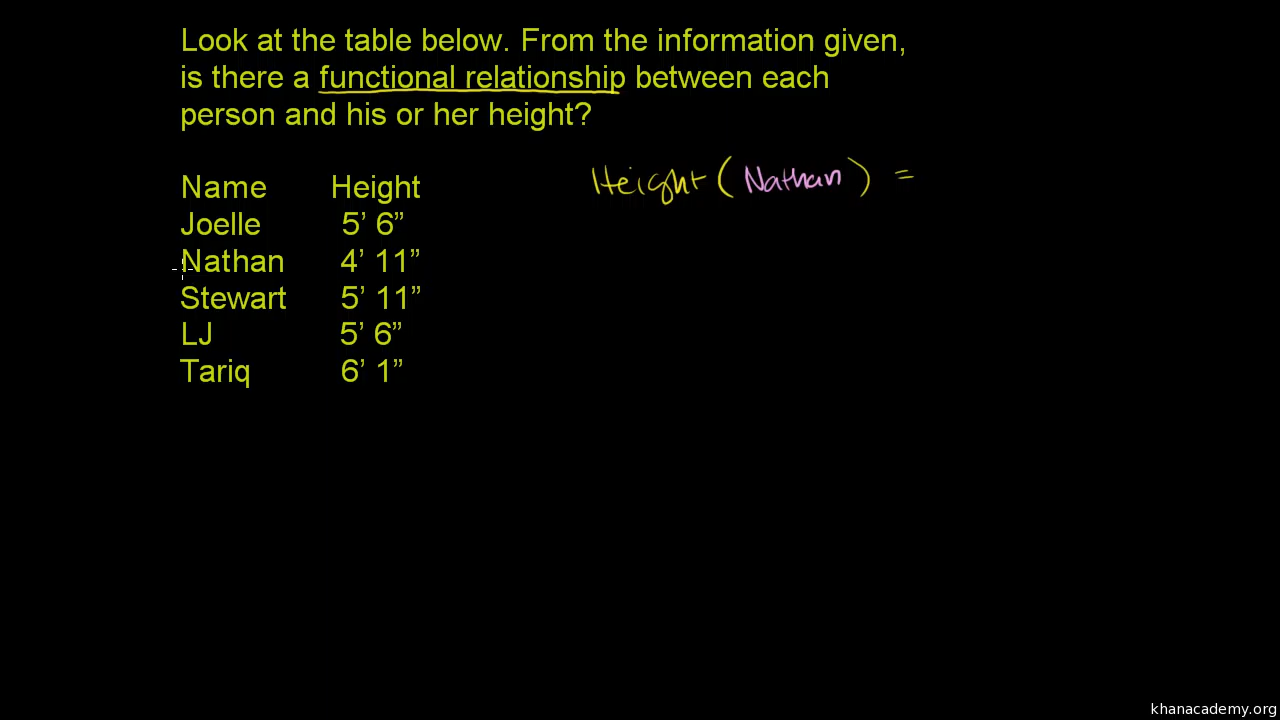 Look at the table below. From the information given,
is there a functional relationship between each
person and his or her height?
Name Height
Joelle 5’ 6”
Nathan 4’ 11”
Stewart 5’ 11”
LJ 5’ 6”
Tariq 6’ 1”
Height (Nathan) =
khanacademy.org